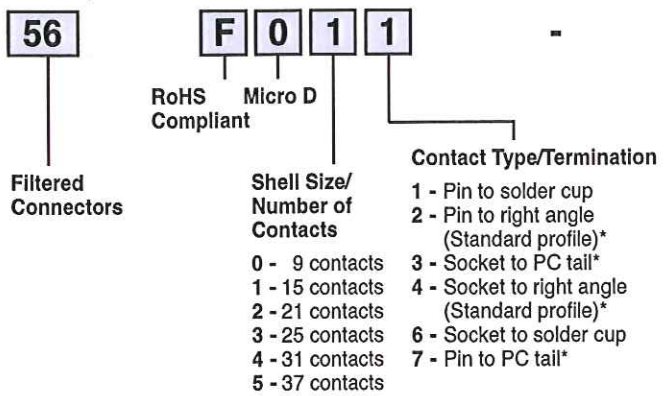 56 F 0 1 1 -
RoHS Compliant
Micro D
Filtered
Connectors
Shell Size/
Number of
Contacts
0 - 9 contacts
1 - 15 contacts
2 - 21 contacts
3 - 25 contacts
4 - 31 contacts
5 - 37 contacts
Contact Type/Termination
1 - Pin to solder cup
2 - Pin to right angle
(Standard profile)*
3 - Socket to PC tail*
4 - Socket to right angle
(Standard profile)*
6 - Socket to solder cup
7 - Pin to PC tail*